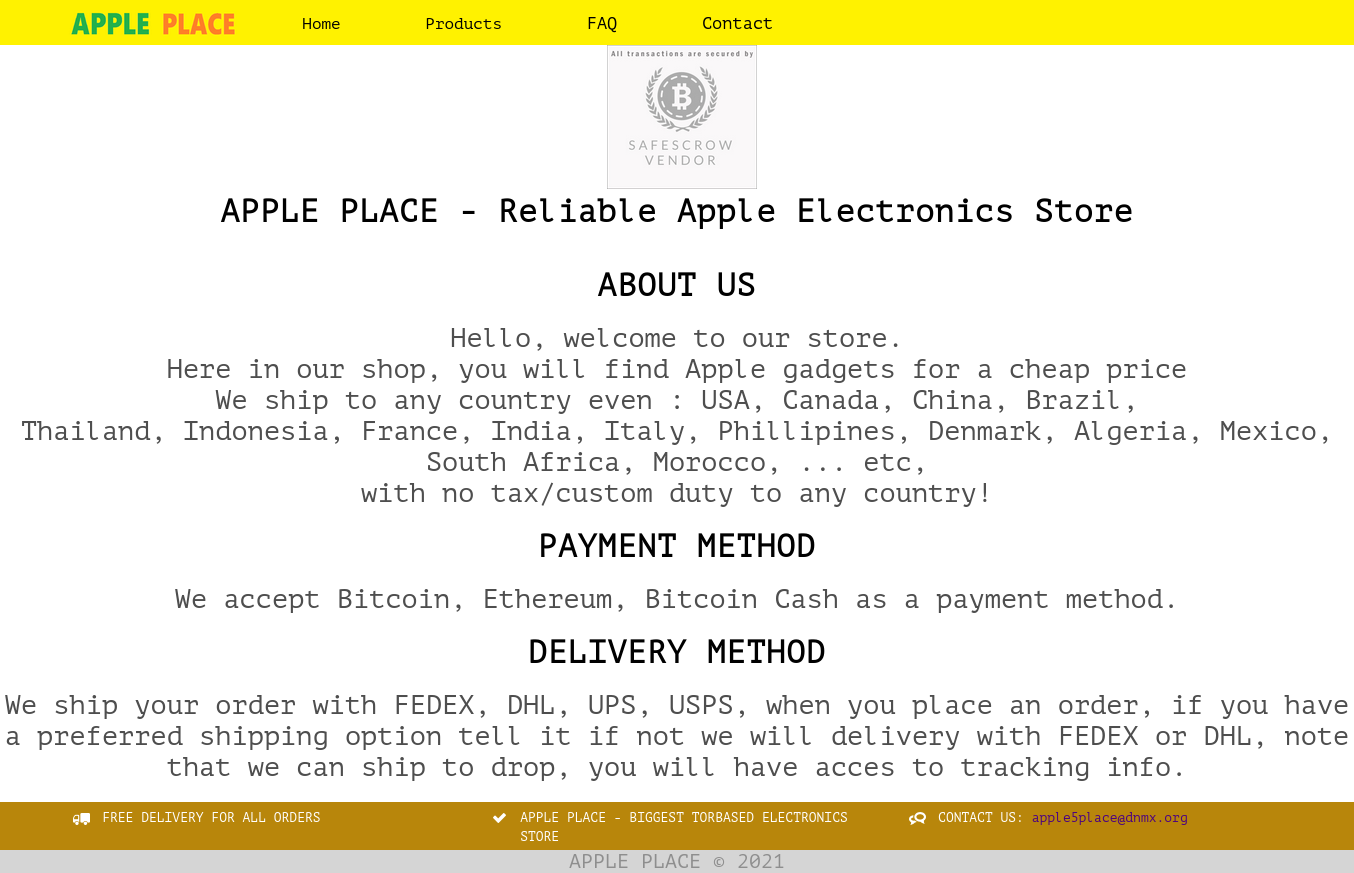 APPLE PLACE Home Products FAQ Contact
All transactions are secured by
SAFESCROW
VENDOR
APPLE PLACE - Reliable Apple Electronics Store
ABOUT US
Hello, welcome to our store.
Here in our shop, you will find Apple gadgets for a cheap price
We ship to any country even : USA, Canada, China, Brazil,
Thailand, Indonesia, France, India, Italy, Phillipines, Denmark, Algeria, Mexico,
South Africa, Morocco, ... etc,
with no tax/custom duty to any country!
PAYMENT METHOD
We accept Bitcoin, Ethereum, Bitcoin Cash as a payment method.
DELIVERY METHOD
We ship your order with FEDEX, DHL, UPS, USPS, when you place an order, if you have
a preferred shipping option tell it if not we will delivery with FEDEX or DHL, note
that we can ship to drop, you will have acces to tracking info.
FREE DELIVERY FOR ALL ORDERS
APPLE PLACE - BIGGEST TORBASED ELECTRONICS
STORE
CONTACT US: apple5place@dnmx.org
APPLE PLACE © 2021